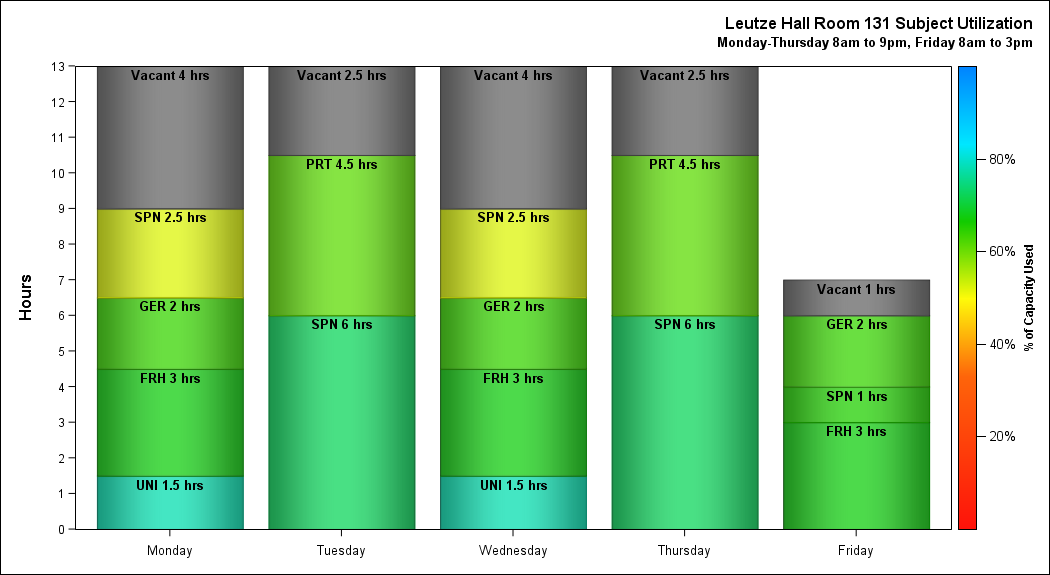 Leutze Hall Room 131 Subject Utilization
Monday-Thursday 8am to 9pm, Friday 8am to 3pm
Hours
13
12
11
10
9
8
7
6
5
4
3
2
1
0
Vacant 4 hrs
SPN 2.5 hrs
GER 2 hrs
FRH 3 hrs
UNI 1.5 hrs
Monday
Vacant 2.5 hrs
PRT 4.5 hrs
SPN 6 hrs
Tuesday
Vacant 4 hrs
SPN 2.5 hrs
GER 2 hrs
FRH 3 hrs
UNI 1.5 hrs
Wednesday
Vacant 2.5 hrs
PRT 4.5 hrs
SPN 6 hrs
Thursday
Vacant 1 hrs
GER 2 hrs
SPN 1 hrs
FRH 3 hrs
Friday
80%
60%
40%
20%
% of Capacity Used